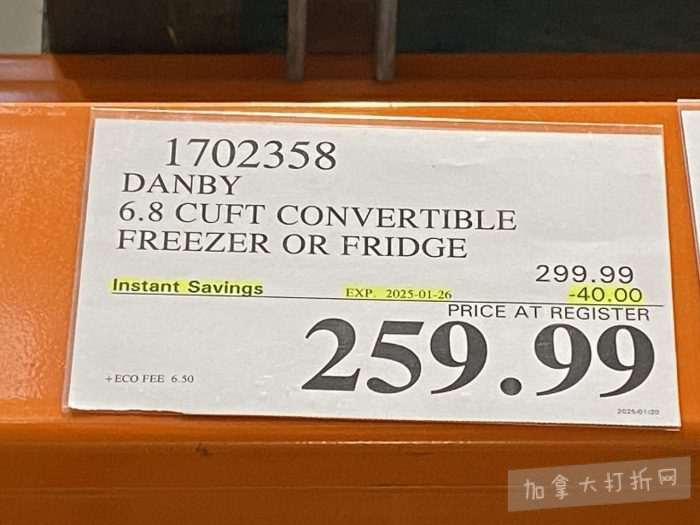 1702358
DANBY
6.8 CUFT CONVERTIBLE
FREEZER OR FRIDGE
299.99
Instant Savings EXP. 2025-01-26 -40.00
PRICE AT REGISTER
259.99
+ECO FEE 6.50
2025/01/20
加拿大打折网